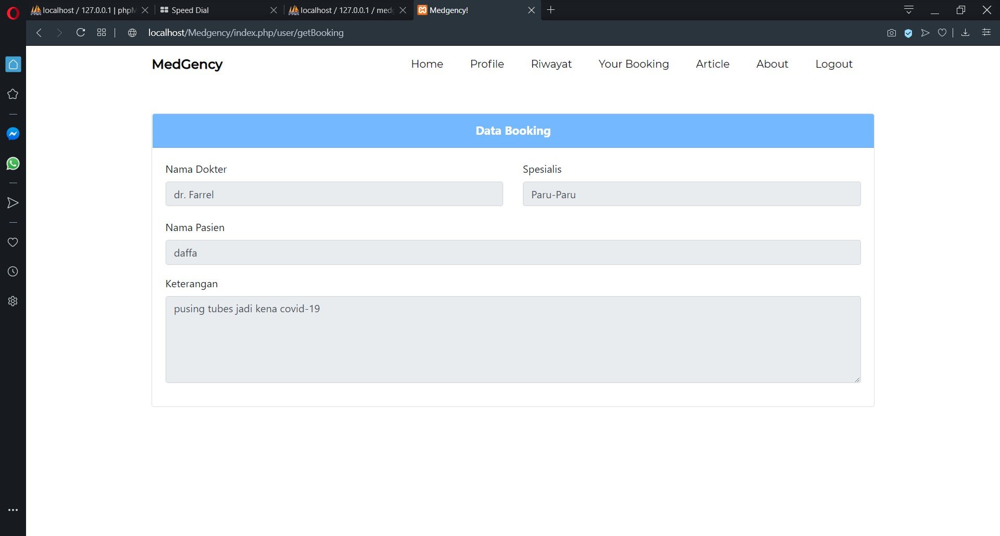 localhost / 127.0.0.1 | phpM
Speed Dial
localhost / 127.0.0.1 / med
Medgency!
localhost/Medgency/index.php/user/getBooking
MedGency
Home
Profile
Riwayat
Your Booking
Article
About
Logout
Data Booking
Nama Dokter
Spesialis
dr. Farrel
Paru-Paru
Nama Pasien
daffa
Keterangan
pusing tubes jadi kena covid-19